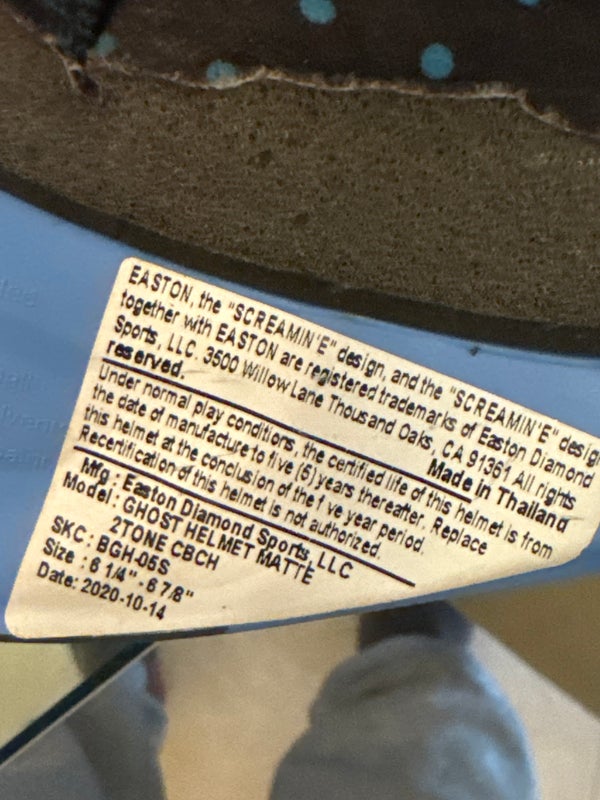 EASTON, the "SCREAMIN'E" design, and the "SCREAMIN'E" desig
together with EASTON are registered trademarks of Easton Diamond
Sports, LLC. 3500 Willow Lane Thousand Oaks, CA 91361 All rights
reserved.
Made in Thailand
Under normal play conditions, the certified life of this helmet is from
the date of manufacture to five (5) years thereafter. Replace
this helmet at the conclusion of the five year period.
Recertification of this helmet is not authorized.
Mfg : Easton Diamond Sports, LLC
Model : GHOST HELMET MATTE
2TONE CBCH
SKC : BGH-05S
Size : 6 1/4" - 6 7/8"
Date: 2020-10-14